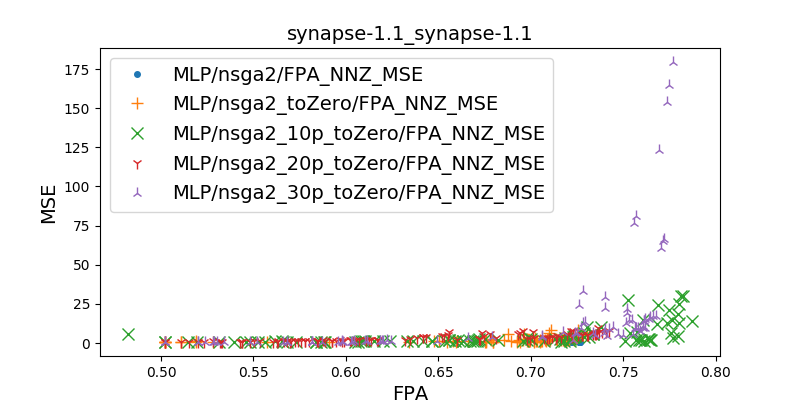 synapse-1.1_synapse-1.1
MLP/nsga2/FPA_NNZ_MSE
MLP/nsga2_toZero/FPA_NNZ_MSE
MLP/nsga2_10p_toZero/FPA_NNZ_MSE
MLP/nsga2_20p_toZero/FPA_NNZ_MSE
MLP/nsga2_30p_toZero/FPA_NNZ_MSE
MSE
175
150
125
100
75
50
25
0
0.50 0.55 0.60 0.65 0.70 0.75 0.80
FPA